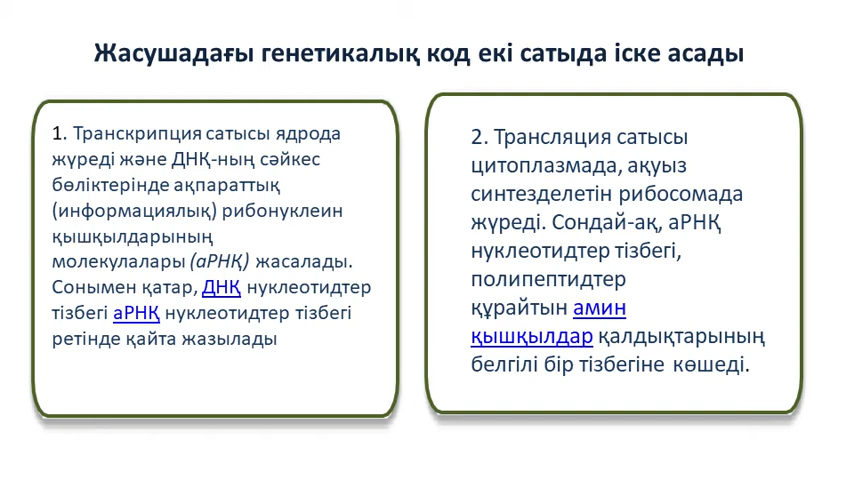 Жасушадағы генетикалық код екі сатыда іске асады
1. Транскрипция сатысы ядрода
жүреді және ДНҚ-ның сәйкес
бөліктерінде ақпараттық
(информациялық) рибонуклеин
қышқылдарының
молекулалары (аРНҚ) жасалады.
Сонымен қатар, ДНҚ нуклеотидтер
тізбегі аРНҚ нуклеотидтер тізбегі
ретінде қайта жазылады
2. Трансляция сатысы
цитоплазмада, ақуыз
синтезделетін рибосомада
жүреді. Сондай-ақ, аРНҚ
нуклеотидтер тізбегі,
полипептидтер
құрайтын амин
қышқылдар қалдықтарының
белгілі бір тізбегіне көшеді.